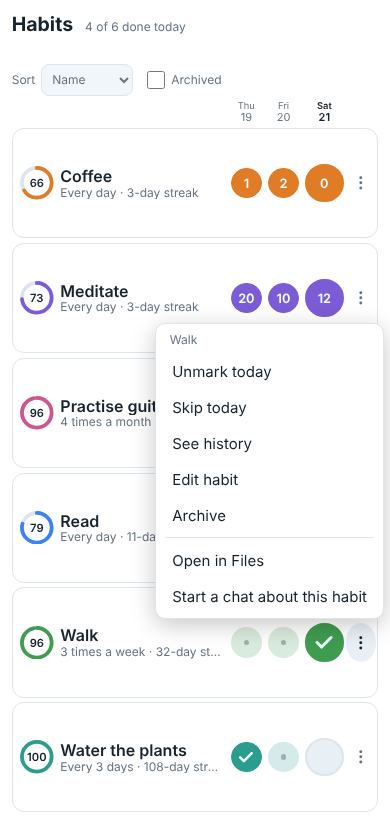 Habits 4 of 6 done today
Sort Name Archived
Thu Fri Sat
19 20 21
66 Coffee
Every day · 3-day streak
1 2 0
73 Meditate
Every day · 3-day streak
20 10 12
Walk
Unmark today
Skip today
See history
Edit habit
Archive
Open in Files
Start a chat about this habit
96 Practise
4 times a month
79 Read
Every day ·
96 Walk
3 times a week · 32-day st…
100 Water the plants
Every 3 days · 108-day str…